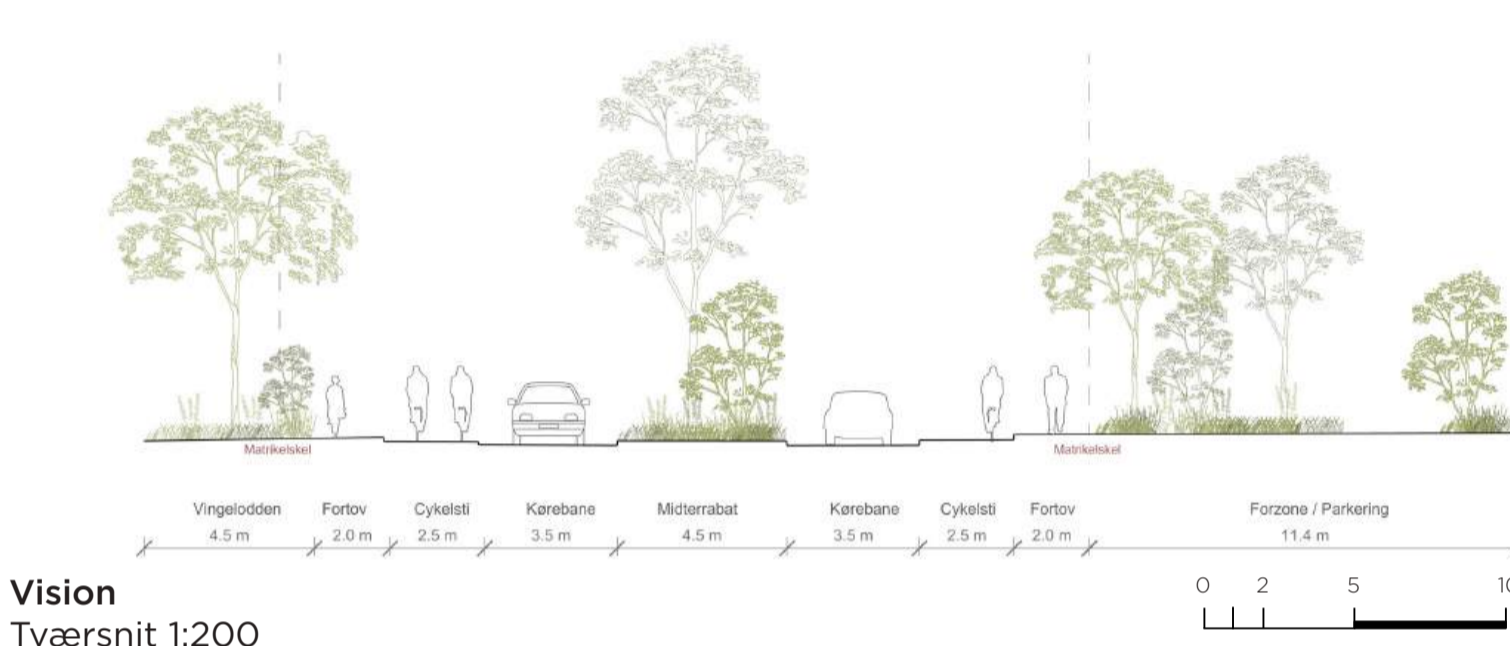 Matrikelskel Matrikelskel
Vingelodden Fortov Cykelsti Kørebane Midterrabat Kørebane Cykelsti Fortov Forzone / Parkering
4.5 m 2.0 m 2.5 m 3.5 m 4.5 m 3.5 m 2.5 m 2.0 m 11.4 m
Vision
Tværsnit 1:200
0 2 5 10